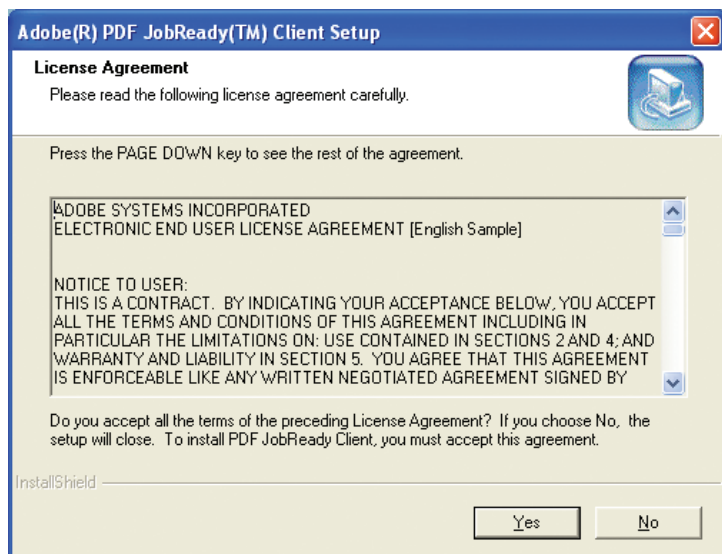 Adobe(R) PDF JobReady(TM) Client Setup
License Agreement
Please read the following license agreement carefully.
Press the PAGE DOWN key to see the rest of the agreement.
ADOBE SYSTEMS INCORPORATED
ELECTRONIC END USER LICENSE AGREEMENT [English Sample]
NOTICE TO USER:
THIS IS A CONTRACT. BY INDICATING YOUR ACCEPTANCE BELOW, YOU ACCEPT
ALL THE TERMS AND CONDITIONS OF THIS AGREEMENT INCLUDING IN
PARTICULAR THE LIMITATIONS ON: USE CONTAINED IN SECTIONS 2 AND 4; AND
WARRANTY AND LIABILITY IN SECTION 5. YOU AGREE THAT THIS AGREEMENT
IS ENFORCEABLE LIKE ANY WRITTEN NEGOTIATED AGREEMENT SIGNED BY
Do you accept all the terms of the preceding License Agreement? If you choose No, the
setup will close. To install PDF JobReady Client, you must accept this agreement.
InstallShield
Yes No